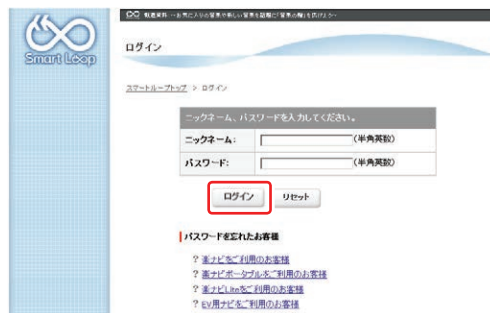 Smart Loop
ログイン
スマートループトップ > ログイン
ニックネーム、パスワードを入力してください。
ニックネーム: (半角英数)
パスワード: (半角英数)
ログイン リセット
パスワードを忘れたお客様
? 楽ナビをご利用のお客様
? 楽ナビポータブルをご利用のお客様
? 楽ナビLiteをご利用のお客様
? EV用ナビをご利用のお客様